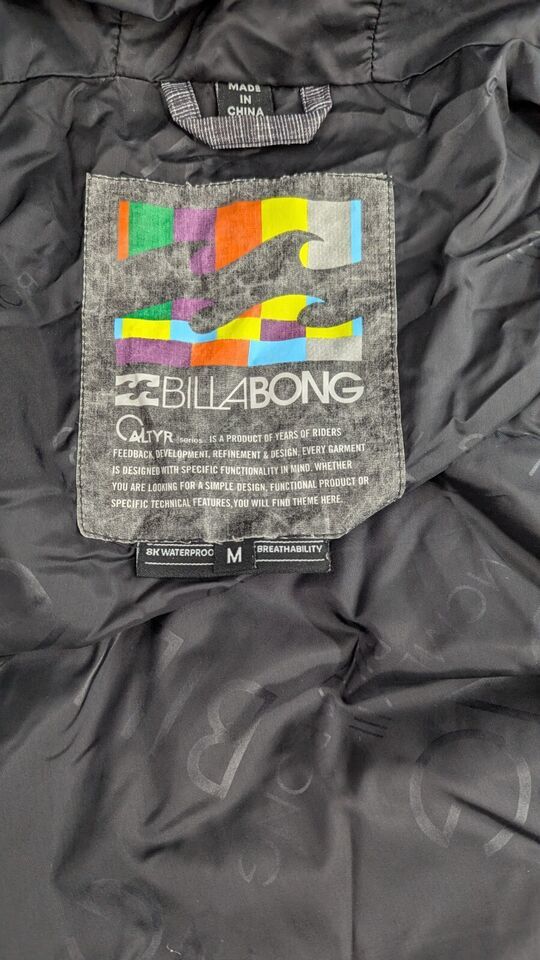 MADE
IN
CHINA
BILLABONG
QALTYR series IS A PRODUCT OF YEARS OF RIDERS
FEEDBACK, DEVELOPMENT, REFINEMENT & DESIGN, EVERY GARMENT
IS DESIGNED WITH SPECIFIC FUNCTIONALITY IN MIND, WHETHER
YOU ARE LOOKING FOR A SIMPLE DESIGN, FUNCTIONAL PRODUCT OR
SPECIFIC TECHNICAL FEATURES, YOU WILL FIND THEME HERE.
8K WATERPROO M BREATHABILITY